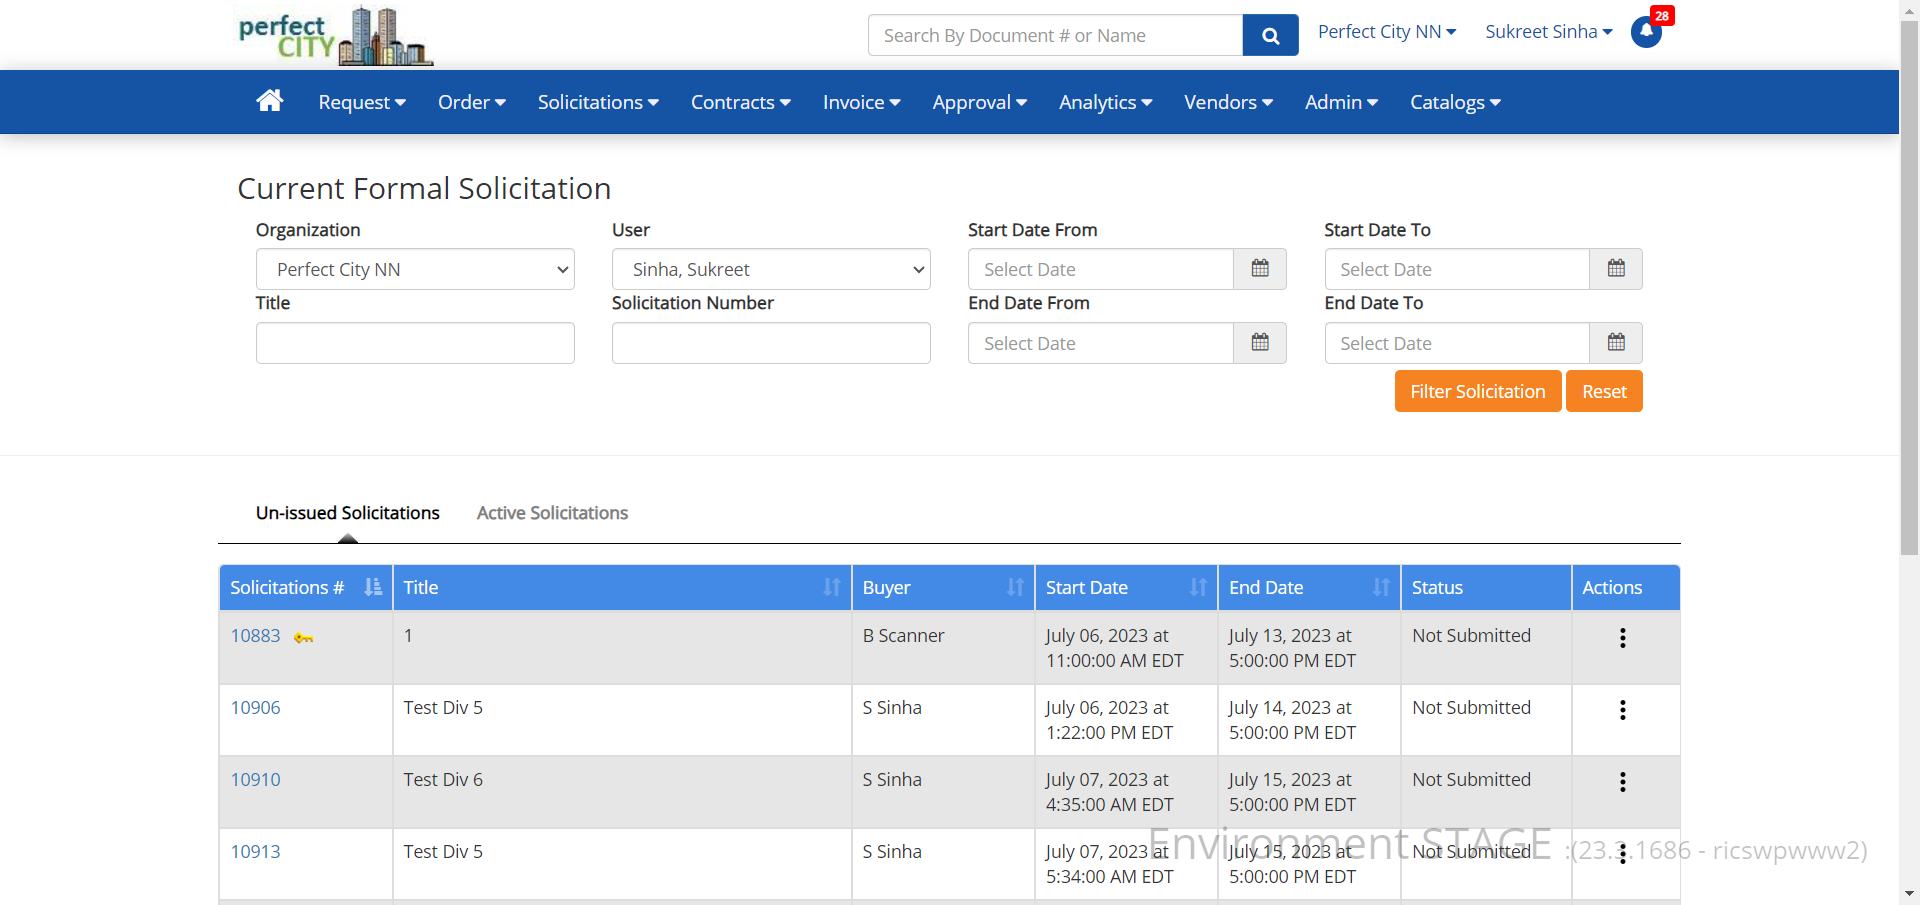 perfect
CITY
Search By Document # or Name
Perfect City NN
Sukreet Sinha
28
Request
Order
Solicitations
Contracts
Invoice
Approval
Analytics
Vendors
Admin
Catalogs
Current Formal Solicitation
Organization
User
Start Date From
Start Date To
Perfect City NN
Sinha, Sukreet
Select Date
Select Date
Title
Solicitation Number
End Date From
End Date To
Select Date
Select Date
Filter Solicitation
Reset
Un-issued Solicitations
Active Solicitations
Solicitations #
Title
Buyer
Start Date
End Date
Status
Actions
10883
1
B Scanner
July 06, 2023 at
11:00:00 AM EDT
July 13, 2023 at
5:00:00 PM EDT
Not Submitted
10906
Test Div 5
S Sinha
July 06, 2023 at
1:22:00 PM EDT
July 14, 2023 at
5:00:00 PM EDT
Not Submitted
10910
Test Div 6
S Sinha
July 07, 2023 at
4:35:00 AM EDT
July 15, 2023 at
5:00:00 PM EDT
Not Submitted
10913
Test Div 5
S Sinha
July 07, 2023 at
5:34:00 AM EDT
July 15, 2023 at
5:00:00 PM EDT
Not Submitted
Environment STAGE :(23.3.1686 - ricswpwww2)